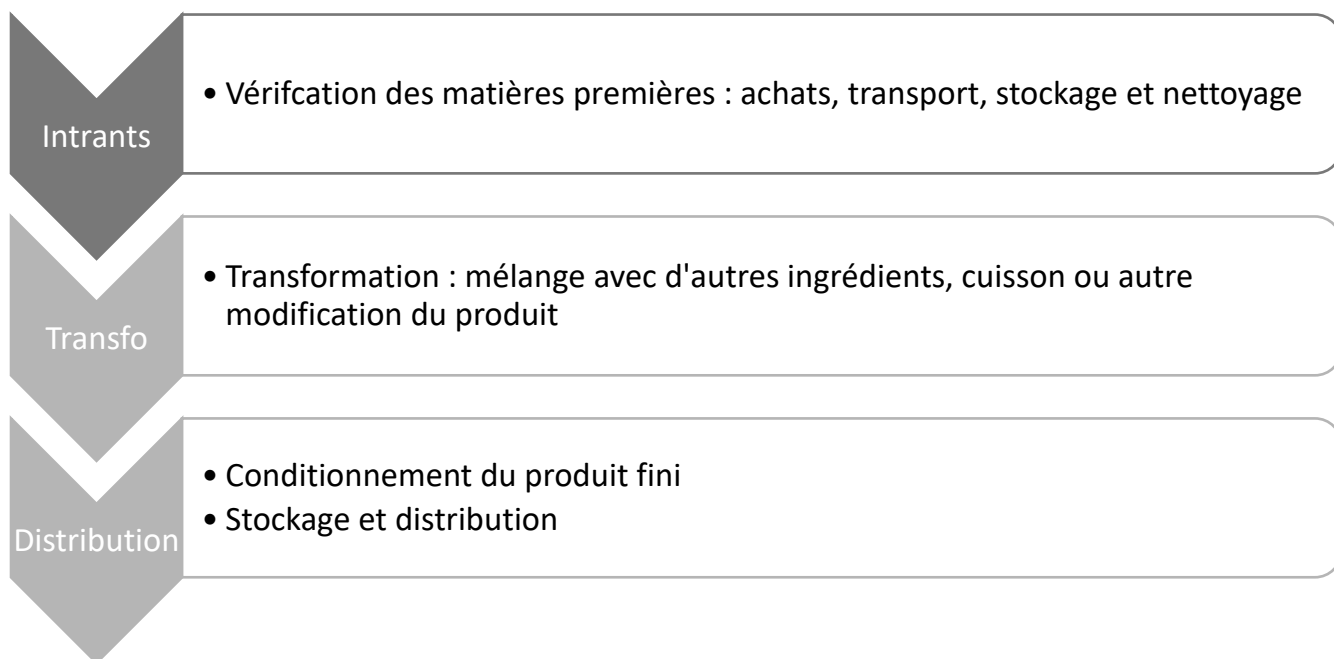 Intrants
• Vérifcation des matières premières : achats, transport, stockage et nettoyage
Transfo
• Transformation : mélange avec d'autres ingrédients, cuisson ou autre
modification du produit
Distribution
• Conditionnement du produit fini
• Stockage et distribution